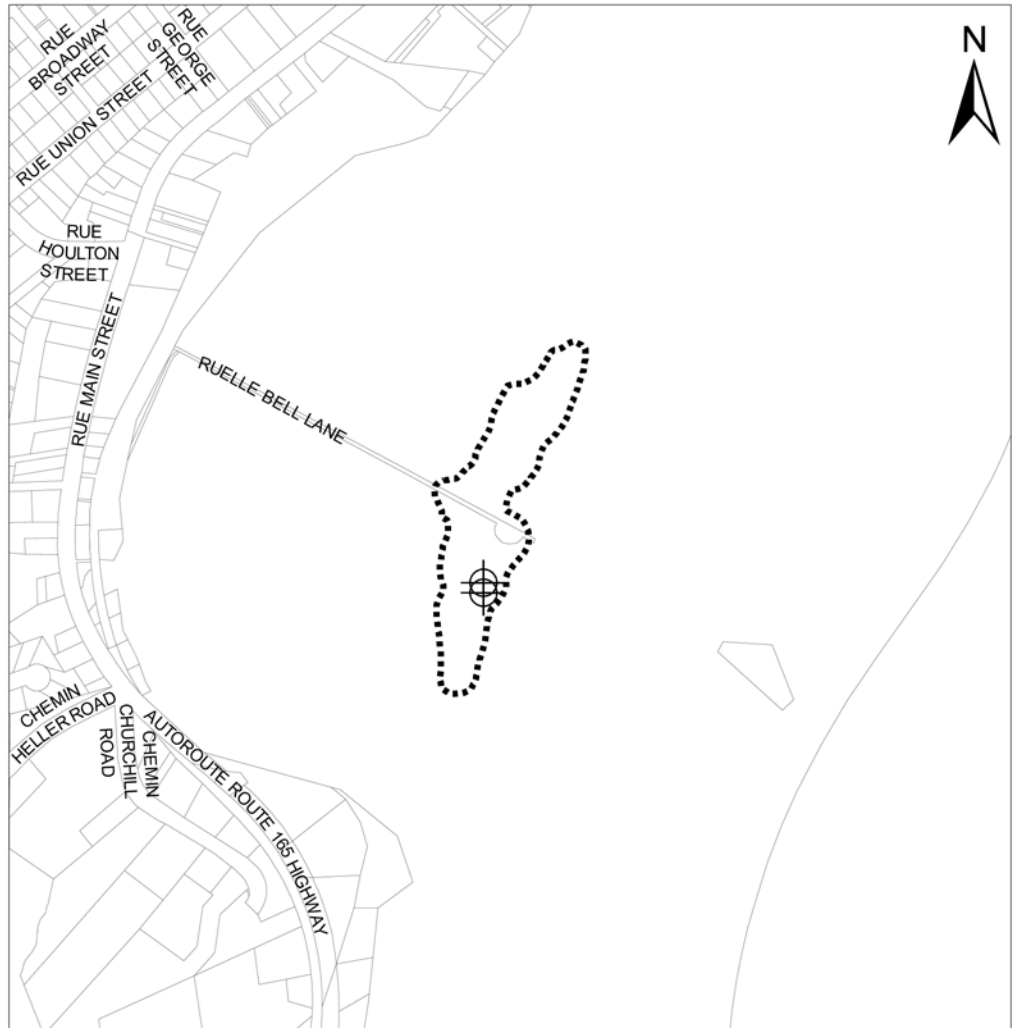 RUE
BROADWAY
STREET
RUE
GEORGE
STREET
N
RUE UNION STREET
RUE
HOULTON
STREET
RUE MAIN STREET
RUELLE BELL LANE
CHEMIN
HELLER ROAD
CHEMIN
CHURCHILL
ROAD
AUTOROUTE ROUTE 165 HIGHWAY